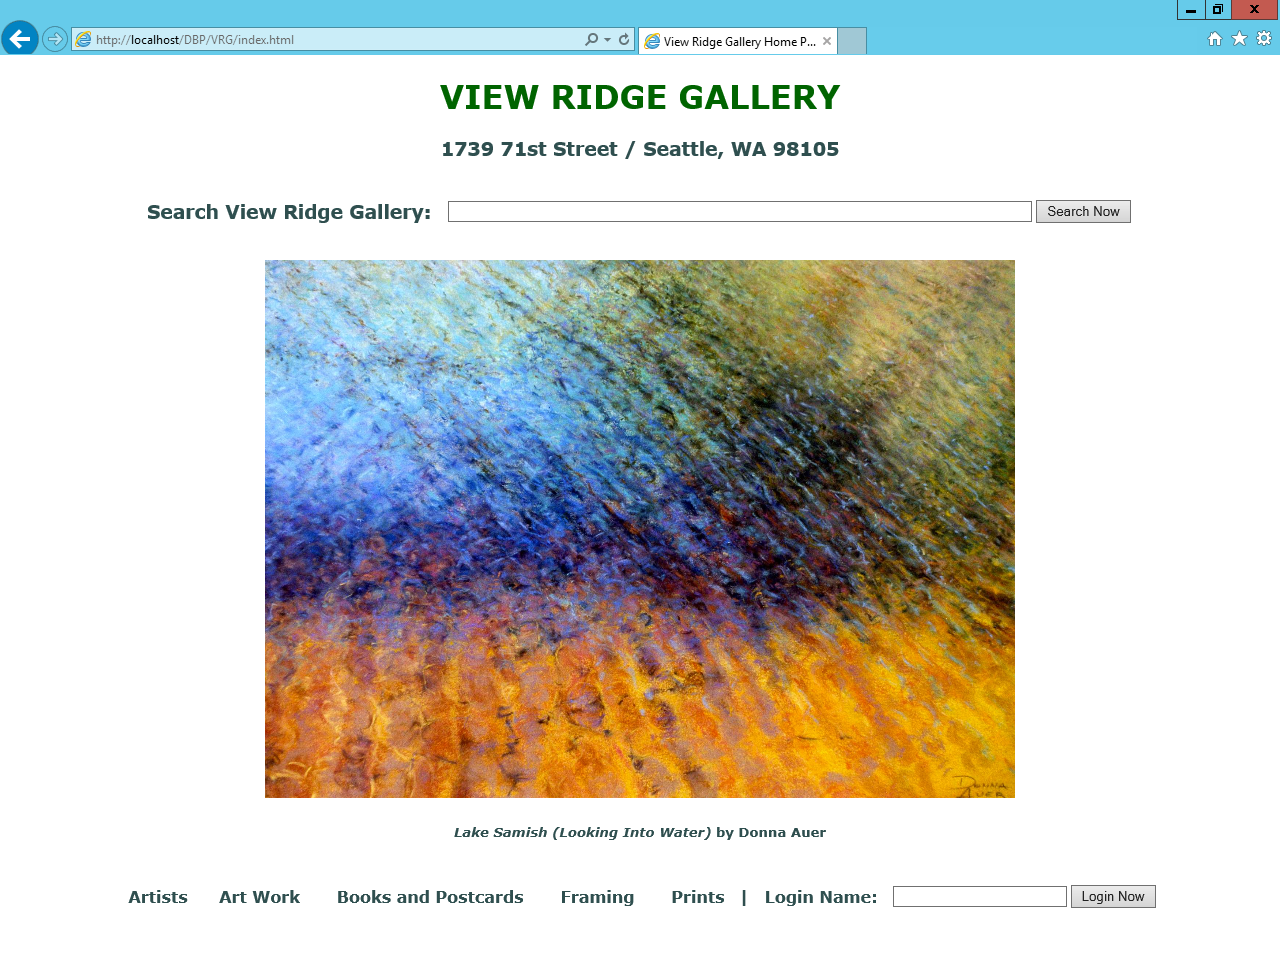 http://localhost/DBP/VRG/index.html
View Ridge Gallery Home P...
VIEW RIDGE GALLERY
1739 71st Street / Seattle, WA 98105
Search View Ridge Gallery: Search Now
DONNA
AUER
Lake Samish (Looking Into Water) by Donna Auer
Artists Art Work Books and Postcards Framing Prints | Login Name: Login Now